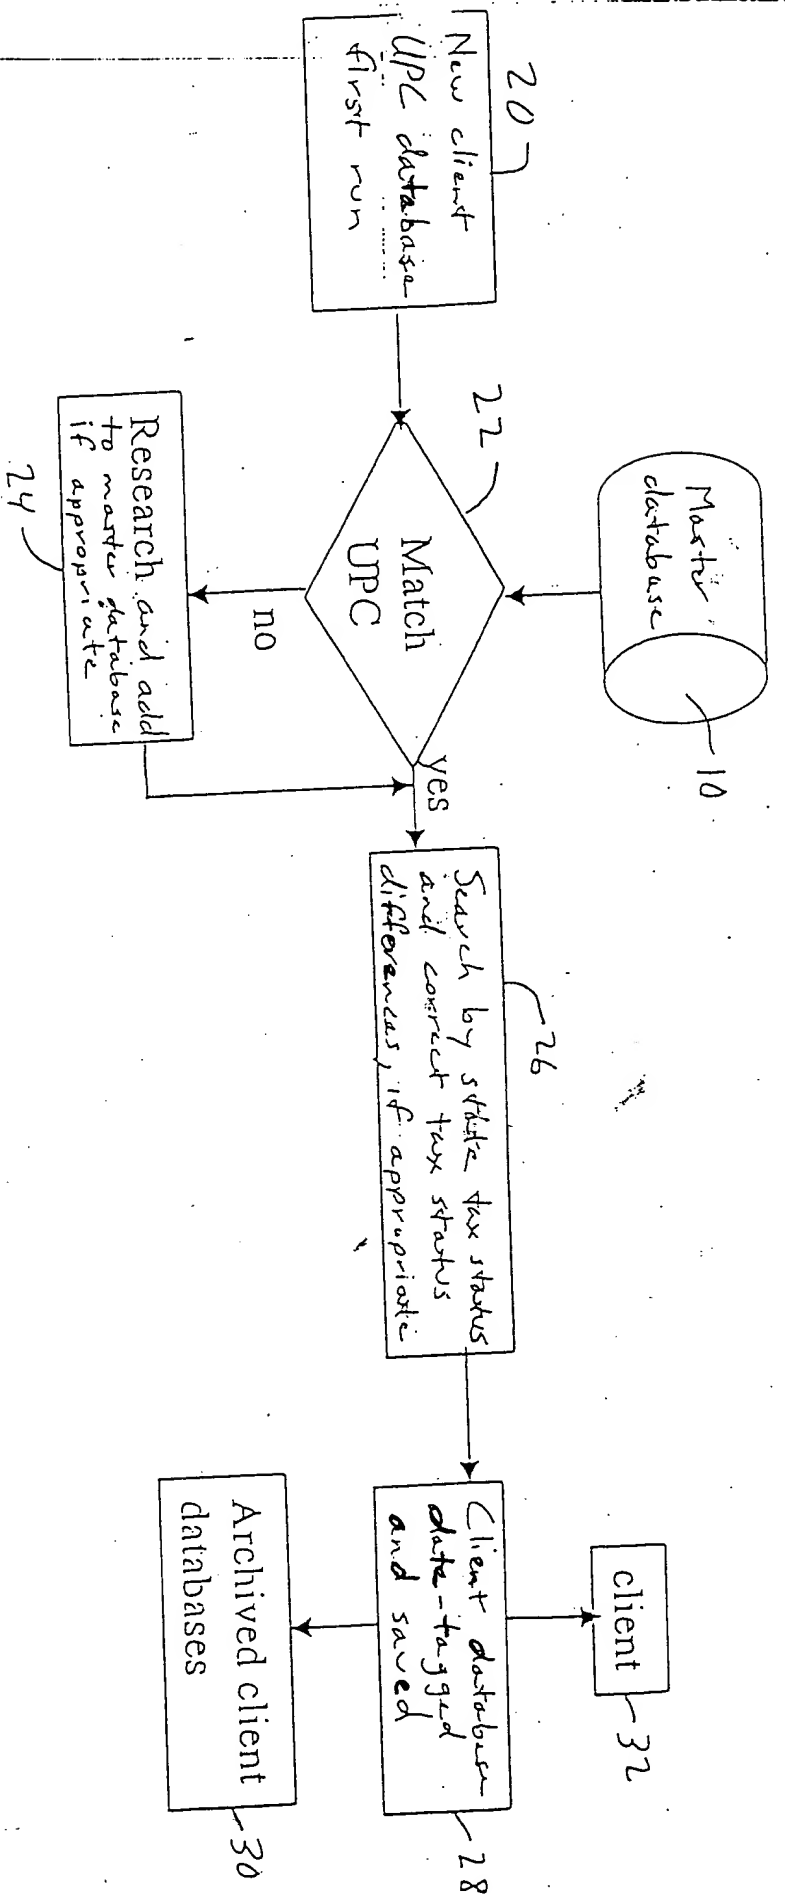 20
New client
UPC database
first run
22
Match
UPC
Master
database
10
no
yes
Research and add
to master database
if appropriate
24
26
Search by state tax status
and correct tax status
differences, if appropriate
client
32
Client database
date-tagged
and saved
28
Archived client
databases
30